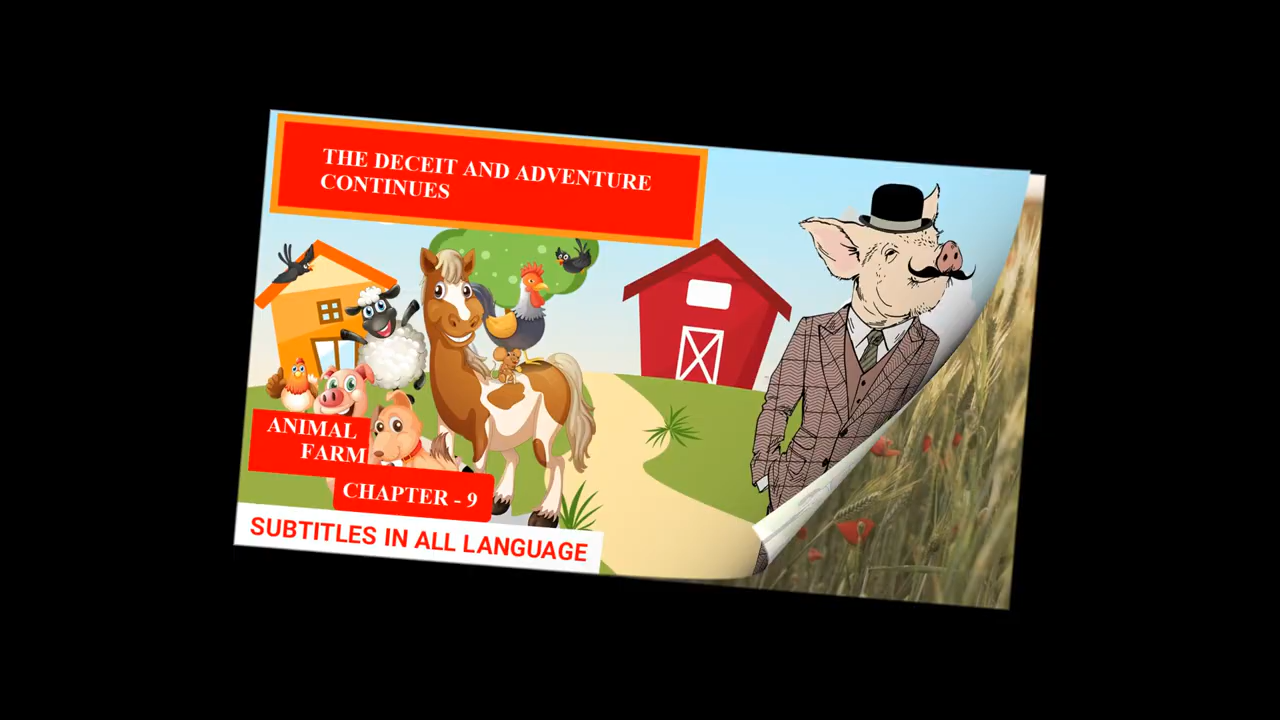 THE DECEIT AND ADVENTURE
CONTINUES
ANIMAL
FARM
CHAPTER - 9
SUBTITLES IN ALL LANGUAGE